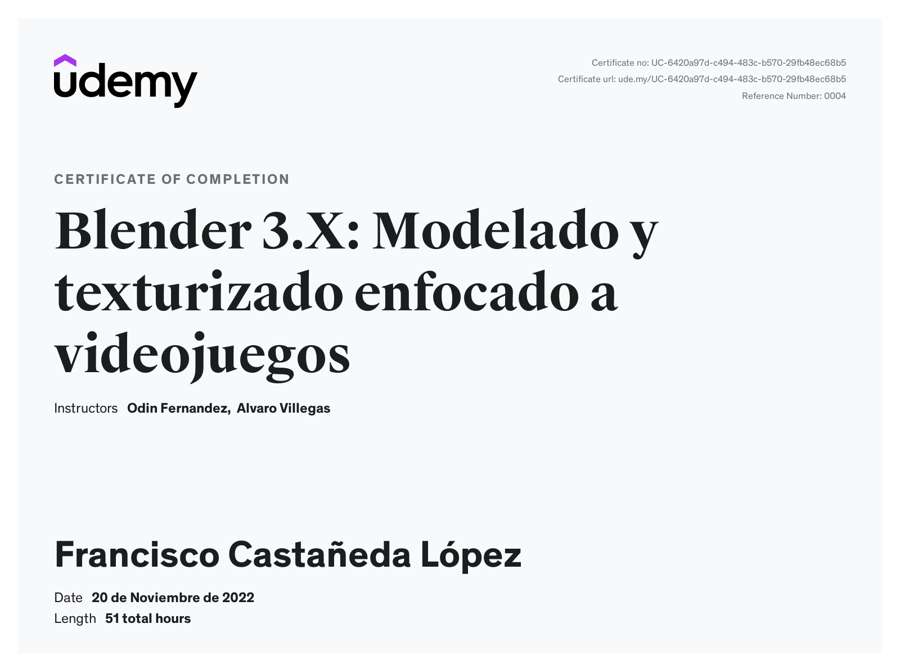 udemy
Certificate no: UC-6420a97d-c494-483c-b570-29fb48ec68b5
Certificate url: ude.my/UC-6420a97d-c494-483c-b570-29fb48ec68b5
Reference Number: 0004
CERTIFICATE OF COMPLETION
Blender 3.X: Modelado y
texturizado enfocado a
videojuegos
Instructors Odin Fernandez, Alvaro Villegas
Francisco Castañeda López
Date 20 de Noviembre de 2022
Length 51 total hours